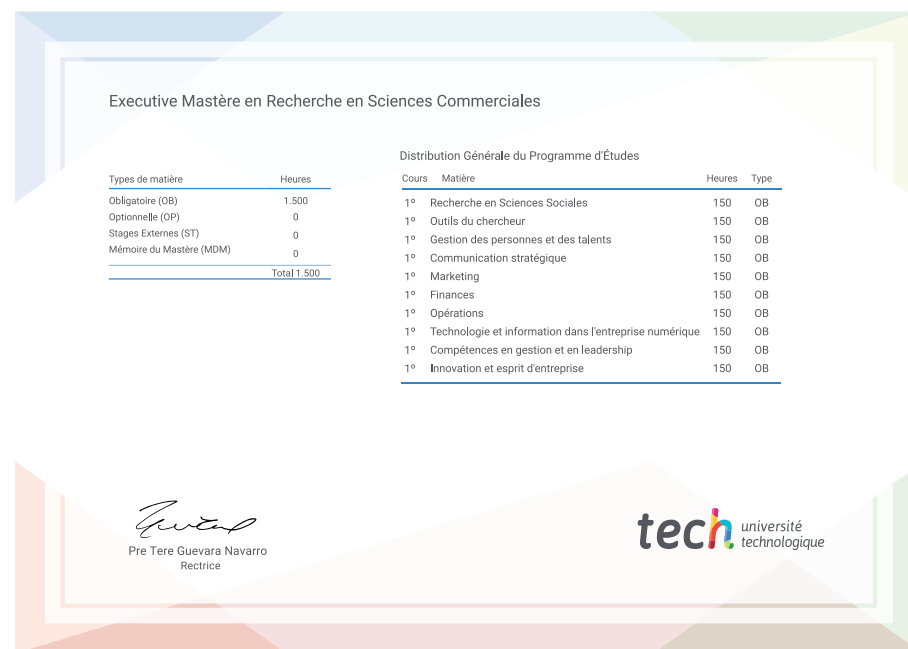 Executive Mastère en Recherche en Sciences Commerciales
Types de matière Heures
Obligatoire (OB) 1.500
Optionnelle (OP) 0
Stages Externes (ST) 0
Mémoire du Mastère (MDM) 0
Total 1.500
Distribution Générale du Programme d'Études
Cours Matière Heures Type
1º Recherche en Sciences Sociales 150 OB
1º Outils du chercheur 150 OB
1º Gestion des personnes et des talents 150 OB
1º Communication stratégique 150 OB
1º Marketing 150 OB
1º Finances 150 OB
1º Opérations 150 OB
1º Technologie et information dans l'entreprise numérique 150 OB
1º Compétences en gestion et en leadership 150 OB
1º Innovation et esprit d'entreprise 150 OB
Pre Tere Guevara Navarro
Rectrice
tech université
technologique